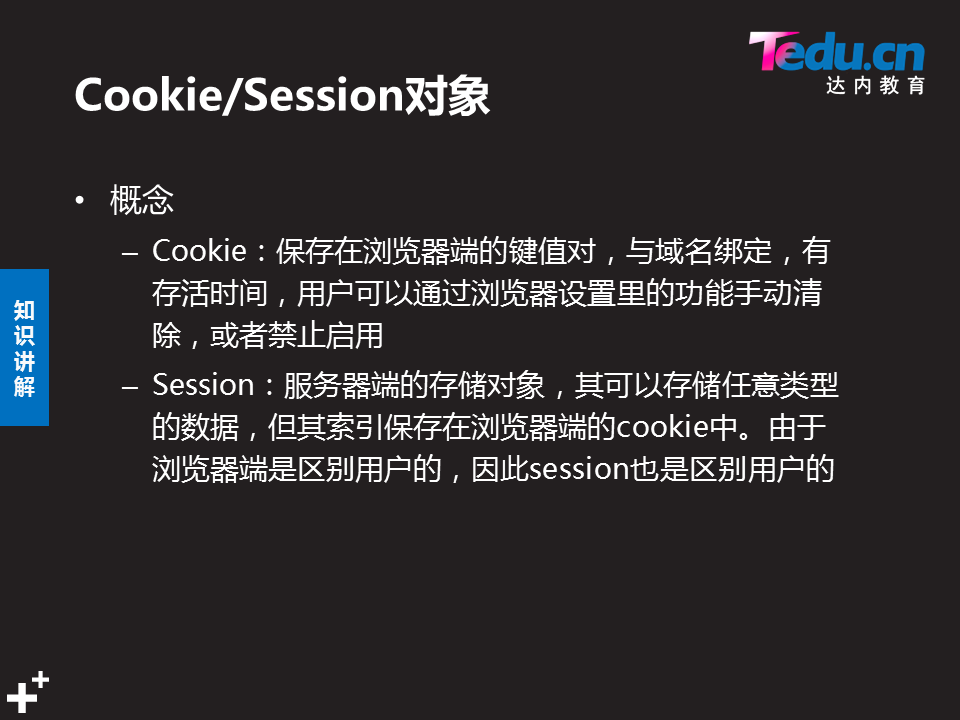 Tedu.cn
达内教育
Cookie/Session对象
• 概念
– Cookie：保存在浏览器端的键值对，与域名绑定，有
存活时间，用户可以通过浏览器设置里的功能手动清
除，或者禁止启用
– Session：服务器端的存储对象，其可以存储任意类型
的数据，但其索引保存在浏览器端的cookie中。由于
浏览器端是区别用户的，因此session也是区别用户的
知
识
讲
解